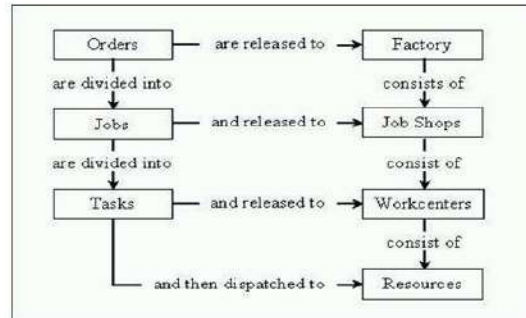 Orders are released to Factory
are divided into consists of
Jobs and released to Job Shops
are divided into consist of
Tasks and released to Workcenters
consist of
and then dispatched to Resources